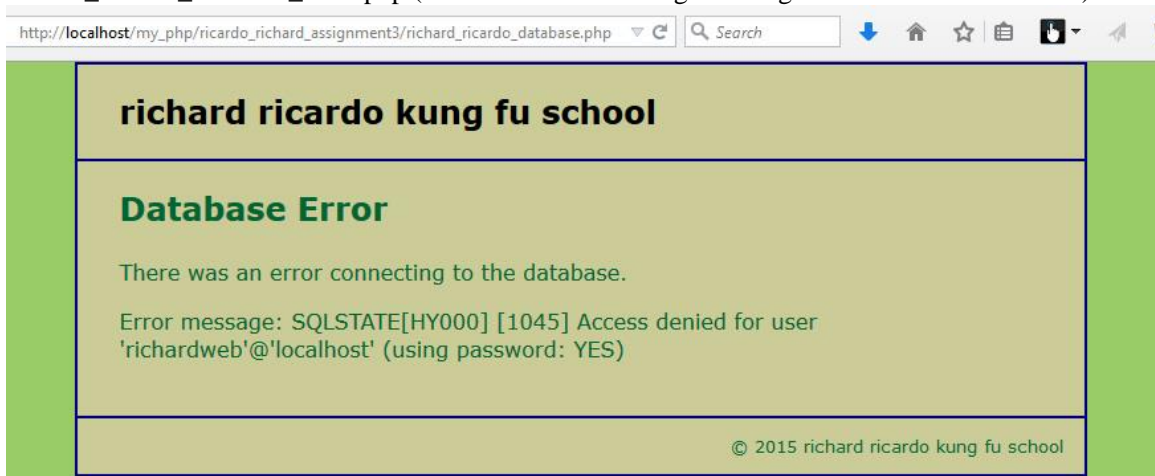 http://localhost/my_php/ricardo_richard_assignment3/richard_ricardo_database.php Search
richard ricardo kung fu school
Database Error
There was an error connecting to the database.
Error message: SQLSTATE[HY000] [1045] Access denied for user
'richardweb'@'localhost' (using password: YES)
© 2015 richard ricardo kung fu school